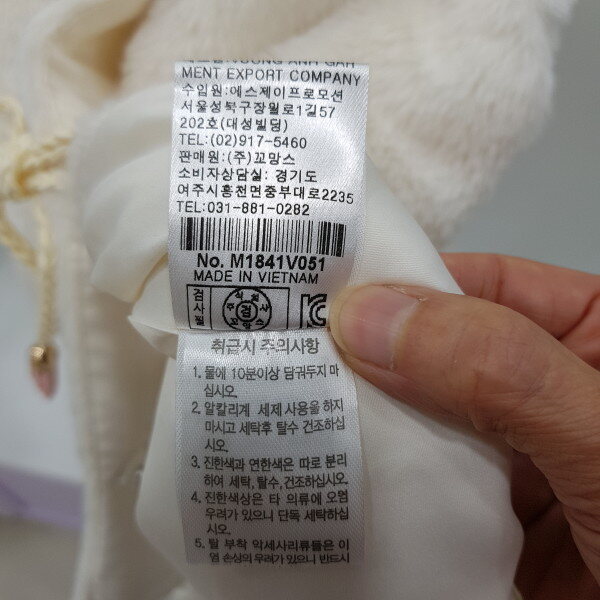 MENT EXPORT COMPANY
수입원:에스제이프로모션
서울성북구장월로1길57
202호(대성빌딩)
TEL:(02)917-5460
판매원:(주)꼬망스
소비자상담실: 경기도
여주시흥천면중부대로2235
TEL:031-881-0282
No. M1841V051
MADE IN VIETNAM
검사필
검
취급시 주의사항
1. 물에 10분이상 담궈두지 마
십시오.
2. 알칼리계 세제 사용을 하지
마시고 세탁후 탈수 건조하십
시오.
3. 진한색과 연한색은 따로 분리
하여 세탁, 탈수,건조하십시오.
4. 진한색상은 타 의류에 오염
우려가 있으니 단독 세탁하십
시오.
5. 탈 부착 악세사리류등은 이
염 손상의 우려가 있으니 반드시